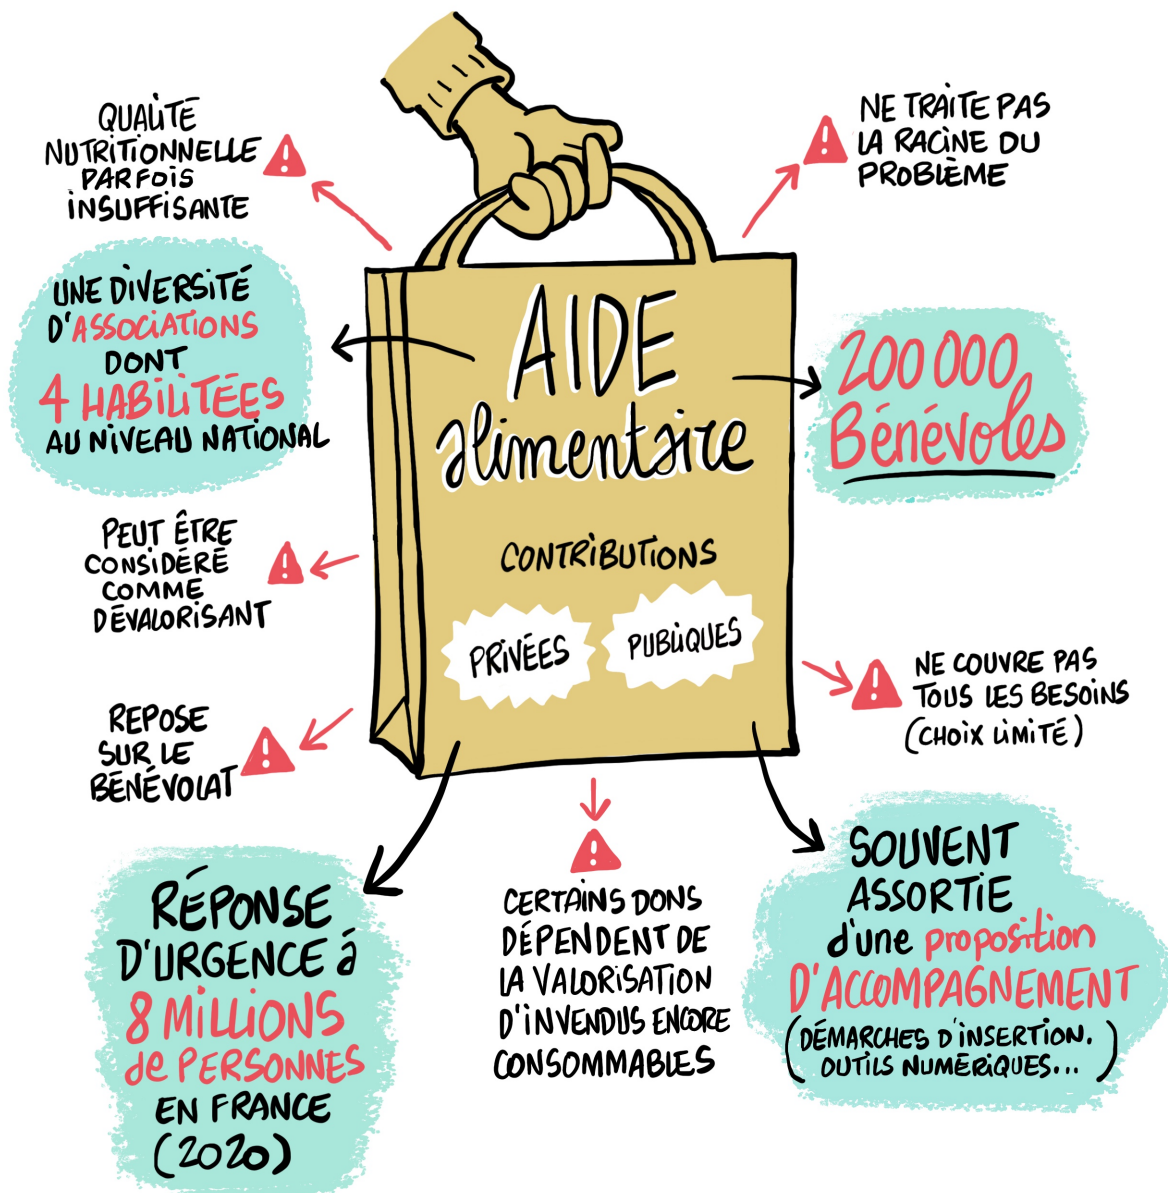 QUALITÉ
NUTRITIONNELLE
PARFOIS
INSUFFISANTE
NE TRAITE PAS
LA RACINE DU
PROBLÈME
UNE DIVERSITÉ
D'ASSOCIATIONS
DONT
4 HABILITÉES
AU NIVEAU NATIONAL
AIDE
alimentaire
200 000
Bénévoles
CONTRIBUTIONS
PRIVÉES
PUBLIQUES
PEUT ÊTRE
CONSIDÉRÉ
COMME
DÉVALORISANT
NE COUVRE PAS
TOUS LES BESOINS
(CHOIX LIMITÉ)
REPOSE
SUR LE
BÉNÉVOLAT
RÉPONSE
D'URGENCE à
8 MILLIONS
de PERSONNES
EN FRANCE
(2020)
CERTAINS DONS
DÉPENDENT DE
LA VALORISATION
D'INVENDUS ENCORE
CONSOMMABLES
SOUVENT
ASSORTIE
d'une proposition
D'ACCOMPAGNEMENT
(DÉMARCHES D'INSERTION.
OUTILS NUMÉRIQUES...)